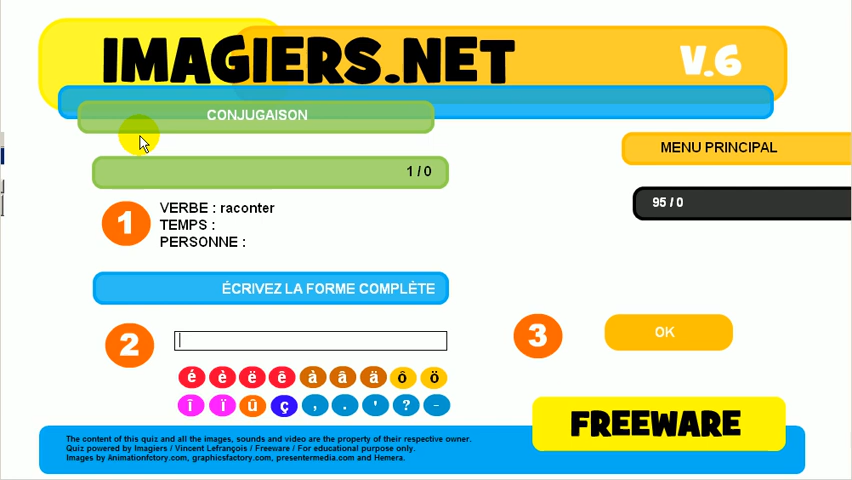 IMAGIERS.NET
V.6
CONJUGAISON
MENU PRINCIPAL
1 / 0
95 / 0
1
VERBE : raconter
TEMPS :
PERSONNE :
ÉCRIVEZ LA FORME COMPLÈTE
2
3
OK
é è ë ê à â ä ô ö
î ï û ç , . ' ? -
FREEWARE
The content of this quiz and all the images, sounds and video are the property of their respective owner.
Quiz powered by Imagiers / Vincent Lefrançois / Freeware / For educational purpose only.
Images by Animationfctory.com, graphicsfactory.com, presentermedia.com and Hemera.